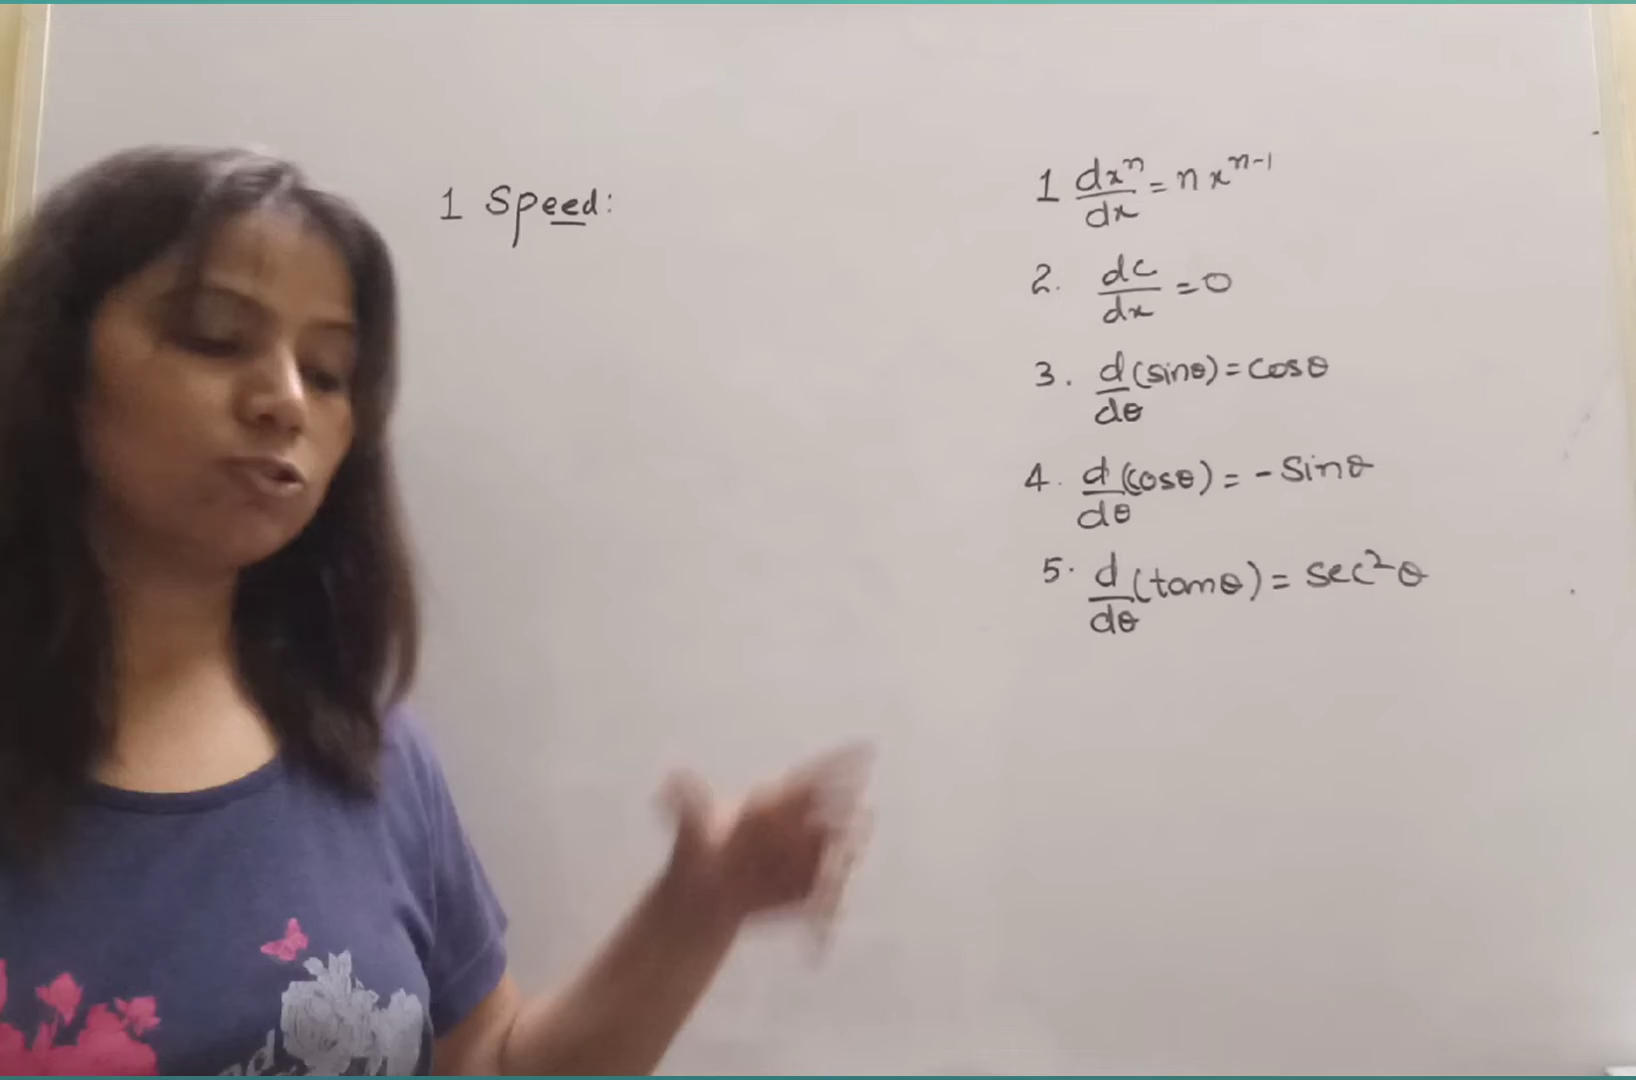 1 Speed:
1 dxⁿ/dx = nxⁿ⁻¹
2. dc/dx = 0
3. d/dθ (sinθ) = cosθ
4. d/dθ (cosθ) = - Sinθ
5. d/dθ (tanθ) = sec²θ